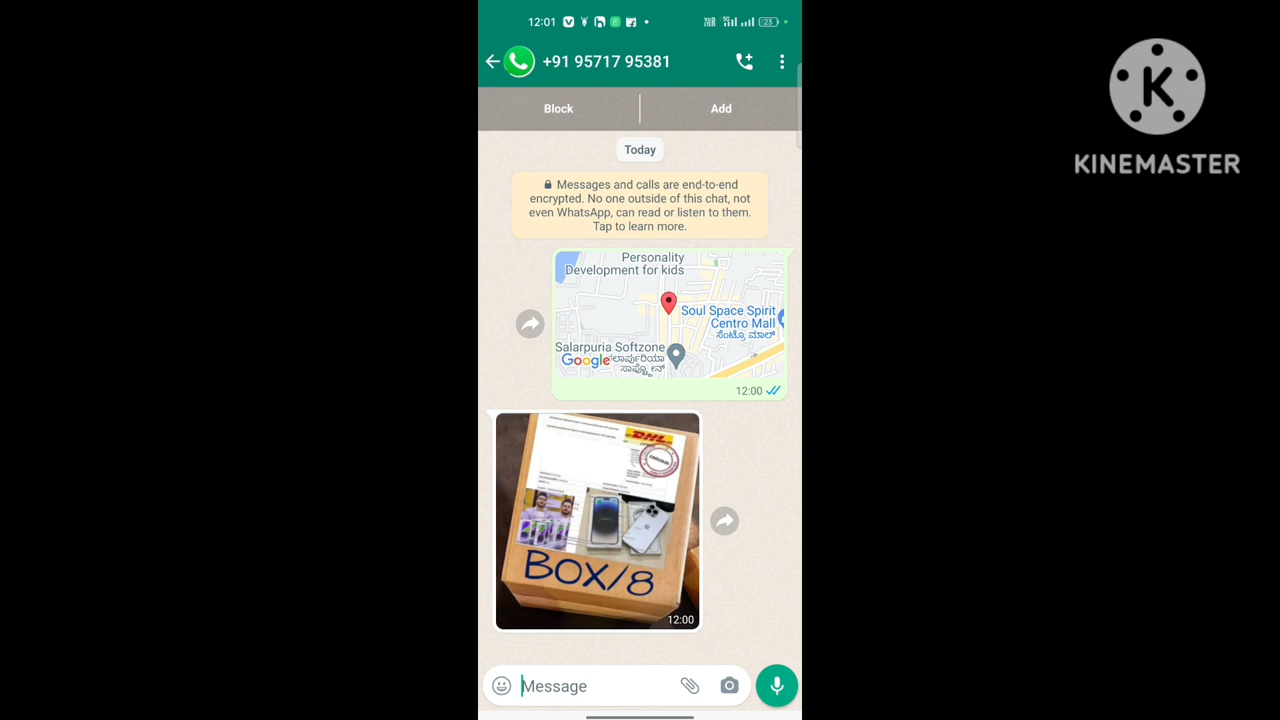 12:01
23
+91 95717 95381
Block
Add
Today
Messages and calls are end-to-end
encrypted. No one outside of this chat, not
even WhatsApp, can read or listen to them.
Tap to learn more.
Personality
Development for kids
Soul Space Spirit
Centro Mall
ಸೆಂಟ್ರೊ ಮಾಲ್
Salarpuria Softzone
Google
12:00
DHL
BOX/8
12:00
Message
K
KINEMASTER